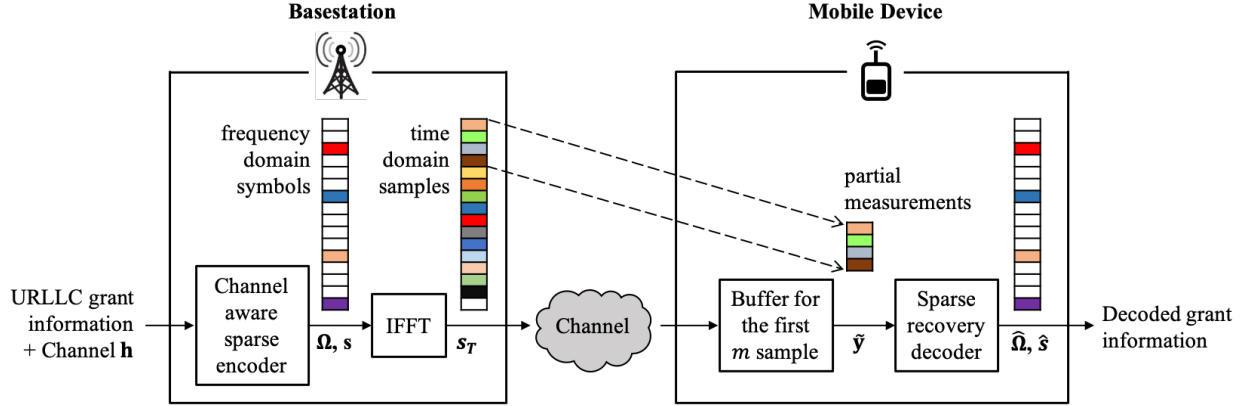 Basestation
Mobile Device
frequency
domain
symbols
time
domain
samples
partial
measurements
URLLC grant
information
+ Channel h
Channel
aware
sparse
encoder
Ω, s
IFFT
s_T
Channel
Buffer for
the first
m sample
ỹ
Sparse
recovery
decoder
Ω̂, ŝ
Decoded grant
information